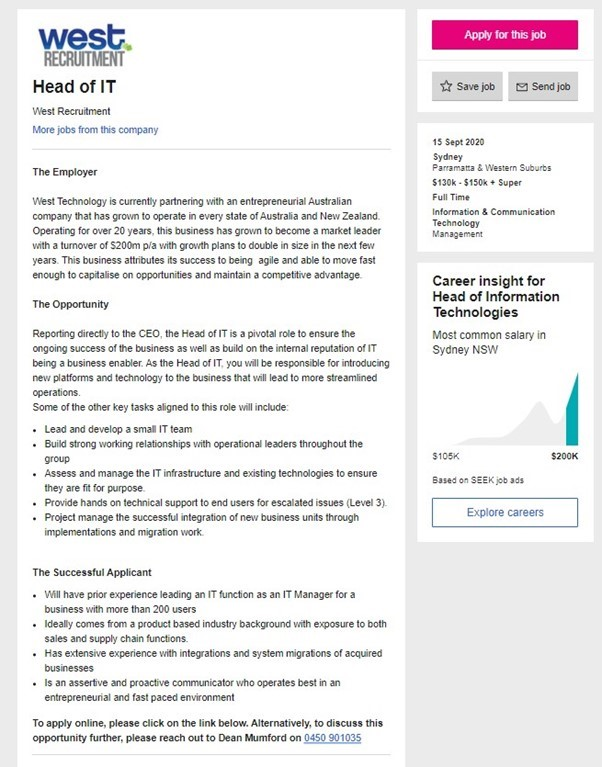 west
RECRUITMENT
Head of IT
West Recruitment
More jobs from this company
The Employer
West Technology is currently partnering with an entrepreneurial Australian
company that has grown to operate in every state of Australia and New Zealand.
Operating for over 20 years, this business has grown to become a market leader
with a turnover of $200m p/a with growth plans to double in size in the next few
years. This business attributes its success to being agile and able to move fast
enough to capitalise on opportunities and maintain a competitive advantage.
The Opportunity
Reporting directly to the CEO, the Head of IT is a pivotal role to ensure the
ongoing success of the business as well as build on the internal reputation of IT
being a business enabler. As the Head of IT, you will be responsible for introducing
new platforms and technology to the business that will lead to more streamlined
operations.
Some of the other key tasks aligned to this role will include:
• Lead and develop a small IT team
• Build strong working relationships with operational leaders throughout the
group
• Assess and manage the IT infrastructure and existing technologies to ensure
they are fit for purpose.
• Provide hands on technical support to end users for escalated issues (Level 3).
• Project manage the successful integration of new business units through
implementations and migration work.
The Successful Applicant
• Will have prior experience leading an IT function as an IT Manager for a
business with more than 200 users
• Ideally comes from a product based industry background with exposure to both
sales and supply chain functions.
• Has extensive experience with integrations and system migrations of acquired
businesses
• Is an assertive and proactive communicator who operates best in an
entrepreneurial and fast paced environment
To apply online, please click on the link below. Alternatively, to discuss this
opportunity further, please reach out to Dean Mumford on 0450 901035
Apply for this job
Save job
Send job
15 Sept 2020
Sydney
Parramatta & Western Suburbs
$130k - $150k + Super
Full Time
Information & Communication
Technology
Management
Career insight for
Head of Information
Technologies
Most common salary in
Sydney NSW
$105K
$200K
Based on SEEK job ads
Explore careers